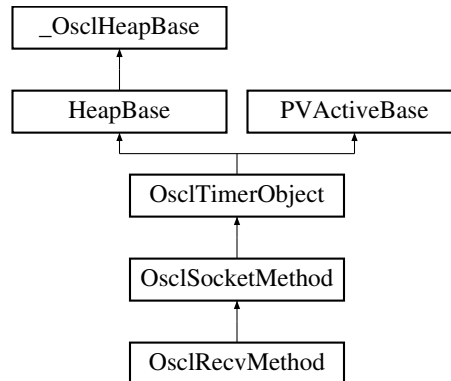 _OsclHeapBase
HeapBase
PVActiveBase
OsclTimerObject
OsclSocketMethod
OsclRecvMethod